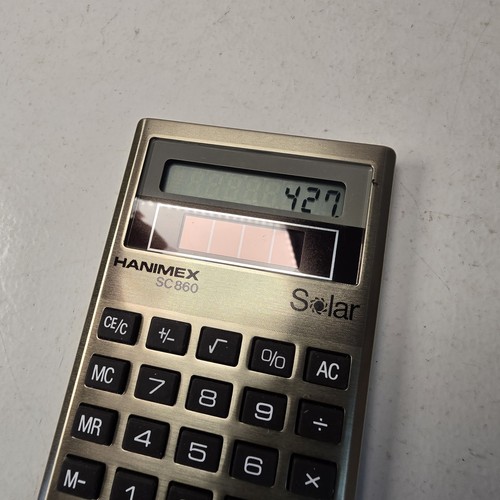 427
HANIMEX
SC860
Solar
CE/C +/- √ % AC
MC 7 8 9 ÷
MR 4 5 6 ×
M- 1